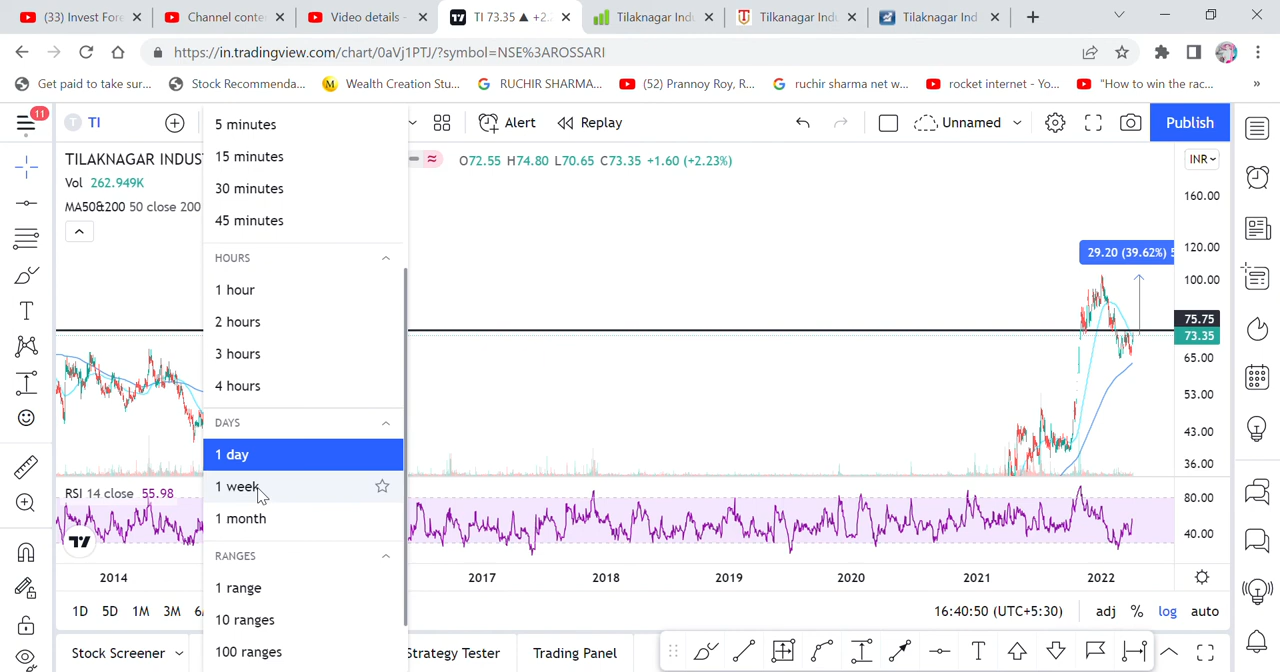 (33) Invest For
Channel conte
Video details -
TI 73.35 ▲ +2.
Tilaknagar Indu
Tilkanagar Indu
Tilaknagar Ind
https://in.tradingview.com/chart/0aVj1PTJ/?symbol=NSE%3AROSSARI
Get paid to take sur...
Stock Recommenda...
Wealth Creation Stu...
RUCHIR SHARMA...
(52) Prannoy Roy, R...
ruchir sharma net w...
rocket internet - Yo...
"How to win the rac...
11
TI
Alert
Replay
Unnamed
Publish
TILAKNAGAR INDUST
O72.55 H74.80 L70.65 C73.35 +1.60 (+2.23%)
INR
Vol 262.949K
MA50&200 50 close 200
5 minutes
15 minutes
30 minutes
45 minutes
HOURS
1 hour
2 hours
3 hours
4 hours
DAYS
1 day
1 week
1 month
RANGES
1 range
10 ranges
100 ranges
29.20 (39.62%) 5
160.00
120.00
100.00
75.75
73.35
65.00
53.00
43.00
36.00
80.00
40.00
RSI 14 close 55.98
2014
2017
2018
2019
2020
2021
2022
1D 5D 1M 3M 6
16:40:50 (UTC+5:30)
adj % log auto
Stock Screener
Strategy Tester
Trading Panel